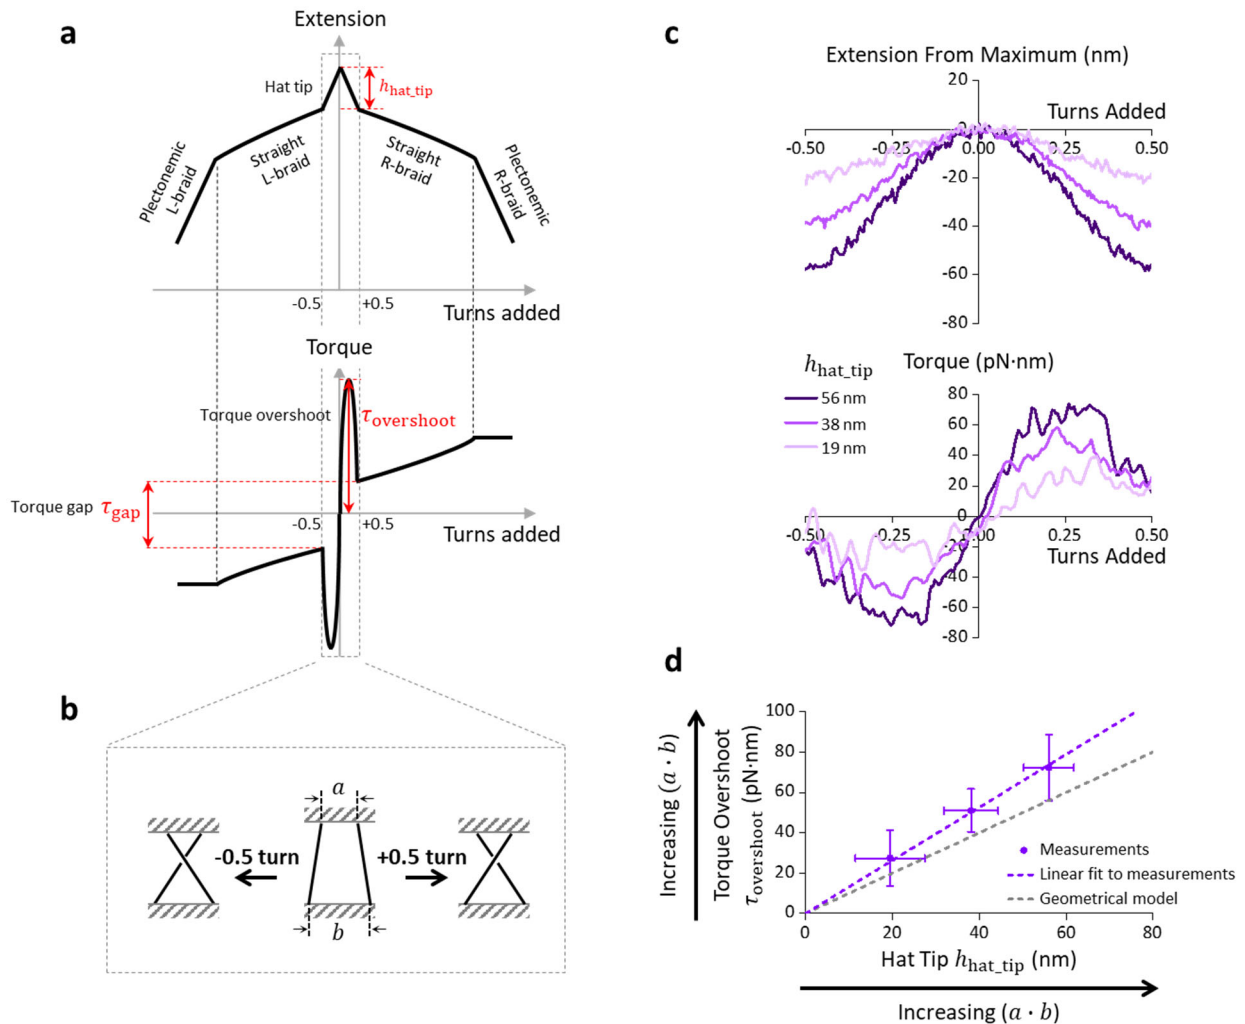 a
Extension
Hat tip
h_hat_tip
Plectonemic
L-braid
Straight
L-braid
Straight
R-braid
Plectonemic
R-braid
-0.5
+0.5
Turns added
Torque
Torque overshoot
τ_overshoot
Torque gap
τ_gap
-0.5
+0.5
Turns added
b
a
-0.5 turn
+0.5 turn
b
c
Extension From Maximum (nm)
20
Turns Added
0
-0.50
-0.25
0.00
0.25
0.50
-20
-40
-60
-80
Torque (pN·nm)
h_hat_tip
56 nm
38 nm
19 nm
80
60
40
20
0
-0.50
-0.25
0.00
0.25
0.50
Turns Added
-20
-40
-60
-80
d
Increasing (a · b)
Torque Overshoot
τ_overshoot (pN·nm)
100
80
60
40
20
0
Measurements
Linear fit to measurements
Geometrical model
0
20
40
60
80
Hat Tip h_hat_tip (nm)
Increasing (a · b)